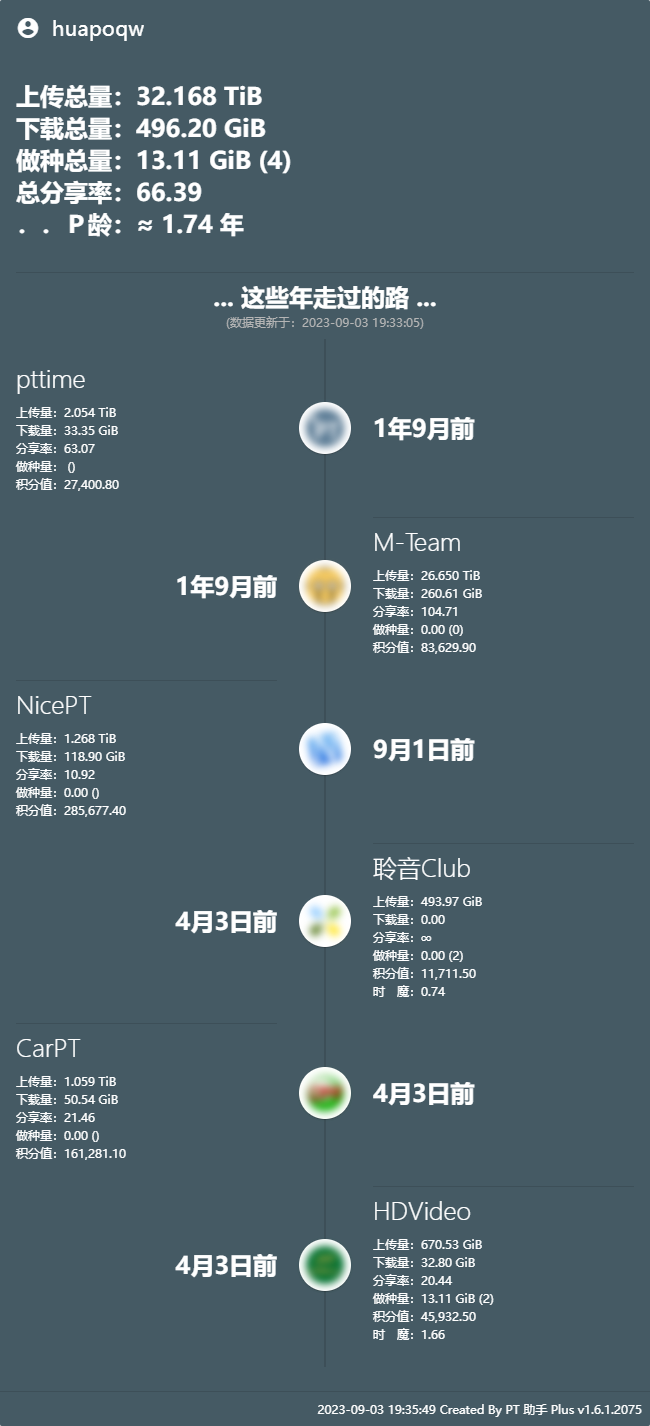 huapoqw
上传总量：32.168 TiB
下载总量：496.20 GiB
做种总量：13.11 GiB (4)
总分享率：66.39
．．Ｐ龄：≈ 1.74 年
... 这些年走过的路 ...
(数据更新于：2023-09-03 19:33:05)
pttime
上传量：2.054 TiB
下载量：33.35 GiB
分享率：63.07
做种量： ()
积分值：27,400.80
1年9月前
M-Team
上传量：26.650 TiB
下载量：260.61 GiB
分享率：104.71
做种量：0.00 (0)
积分值：83,629.90
1年9月前
NicePT
上传量：1.268 TiB
下载量：118.90 GiB
分享率：10.92
做种量：0.00 ()
积分值：285,677.40
9月1日前
聆音Club
上传量：493.97 GiB
下载量：0.00
分享率：∞
做种量：0.00 (2)
积分值：11,711.50
时　魔：0.74
4月3日前
CarPT
上传量：1.059 TiB
下载量：50.54 GiB
分享率：21.46
做种量：0.00 ()
积分值：161,281.10
4月3日前
HDVideo
上传量：670.53 GiB
下载量：32.80 GiB
分享率：20.44
做种量：13.11 GiB (2)
积分值：45,932.50
时　魔：1.66
4月3日前
2023-09-03 19:35:49 Created By PT 助手 Plus v1.6.1.2075